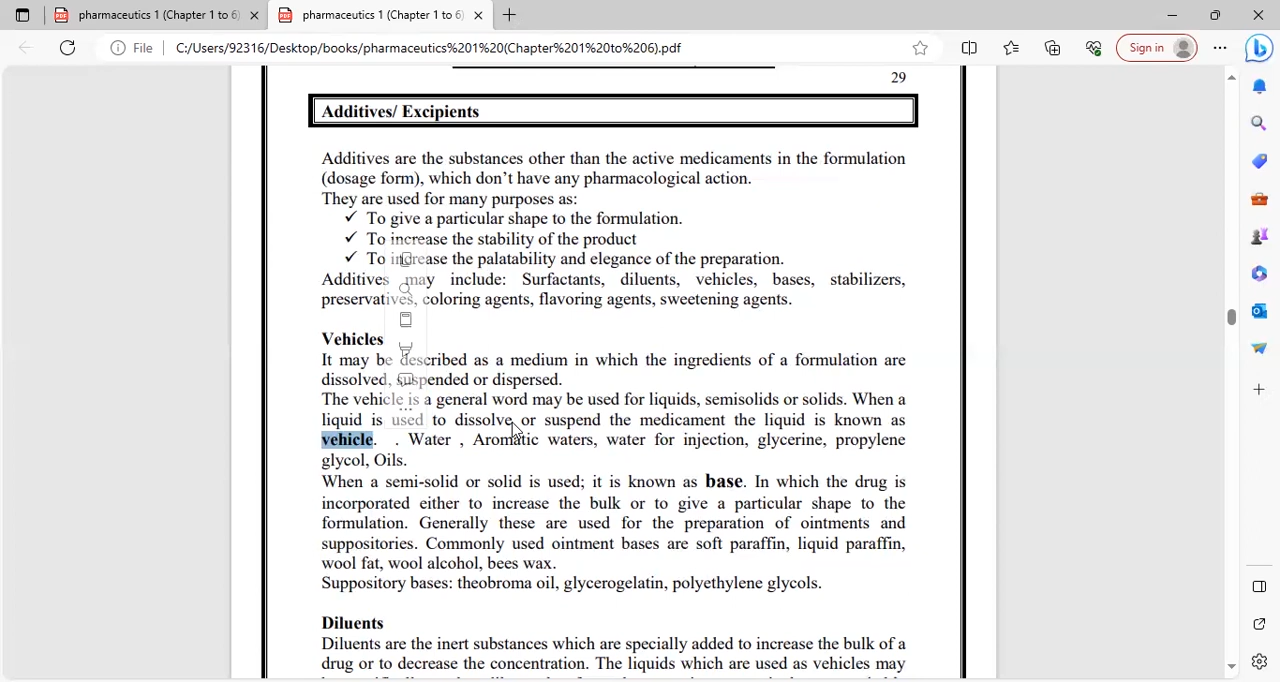 pharmaceutics 1 (Chapter 1 to 6)
pharmaceutics 1 (Chapter 1 to 6)
File
C:/Users/92316/Desktop/books/pharmaceutics%201%20(Chapter%201%20to%206).pdf
Sign in
29
Additives/ Excipients
Additives are the substances other than the active medicaments in the formulation
(dosage form), which don't have any pharmacological action.
They are used for many purposes as:
✓ To give a particular shape to the formulation.
✓ To increase the stability of the product
✓ To increase the palatability and elegance of the preparation.
Additives may include: Surfactants, diluents, vehicles, bases, stabilizers,
preservatives, coloring agents, flavoring agents, sweetening agents.
Vehicles
It may be described as a medium in which the ingredients of a formulation are
dissolved, suspended or dispersed.
The vehicle is a general word may be used for liquids, semisolids or solids. When a
liquid is used to dissolve or suspend the medicament the liquid is known as
vehicle. . Water , Aromatic waters, water for injection, glycerine, propylene
glycol, Oils.
When a semi-solid or solid is used; it is known as base. In which the drug is
incorporated either to increase the bulk or to give a particular shape to the
formulation. Generally these are used for the preparation of ointments and
suppositories. Commonly used ointment bases are soft paraffin, liquid paraffin,
wool fat, wool alcohol, bees wax.
Suppository bases: theobroma oil, glycerogelatin, polyethylene glycols.
Diluents
Diluents are the inert substances which are specially added to increase the bulk of a
drug or to decrease the concentration. The liquids which are used as vehicles may